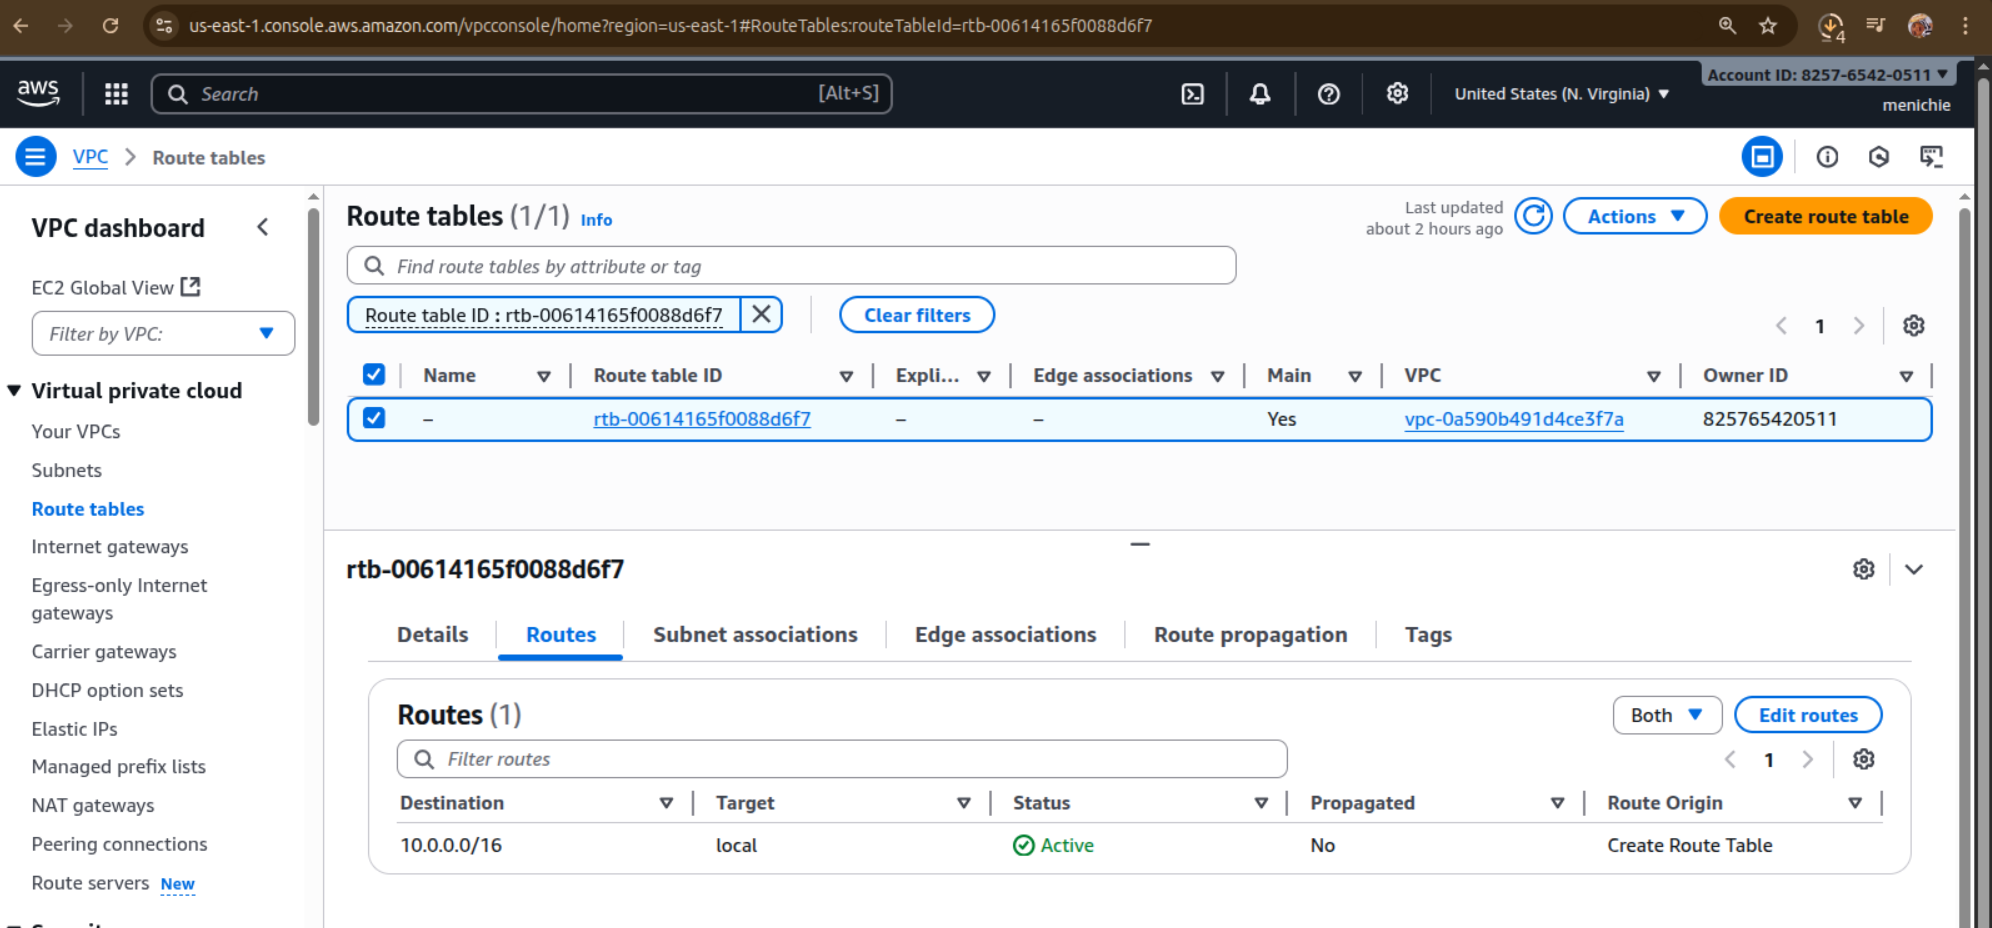 us-east-1.console.aws.amazon.com/vpcconsole/home?region=us-east-1#RouteTables:routeTableId=rtb-00614165f0088d6f7
4
aws
Search
[Alt+S]
United States (N. Virginia)
Account ID: 8257-6542-0511
menichie
VPC
Route tables
VPC dashboard
EC2 Global View
Filter by VPC:
Virtual private cloud
Your VPCs
Subnets
Route tables
Internet gateways
Egress-only Internet
gateways
Carrier gateways
DHCP option sets
Elastic IPs
Managed prefix lists
NAT gateways
Peering connections
Route servers New
Route tables (1/1) Info
Last updated
about 2 hours ago
Actions
Create route table
Find route tables by attribute or tag
Route table ID : rtb-00614165f0088d6f7
Clear filters
1
Name Route table ID Expli... Edge associations Main VPC Owner ID
– rtb-00614165f0088d6f7 – – Yes vpc-0a590b491d4ce3f7a 825765420511
rtb-00614165f0088d6f7
Details Routes Subnet associations Edge associations Route propagation Tags
Routes (1)
Both
Edit routes
Filter routes
1
Destination Target Status Propagated Route Origin
10.0.0.0/16 local Active No Create Route Table